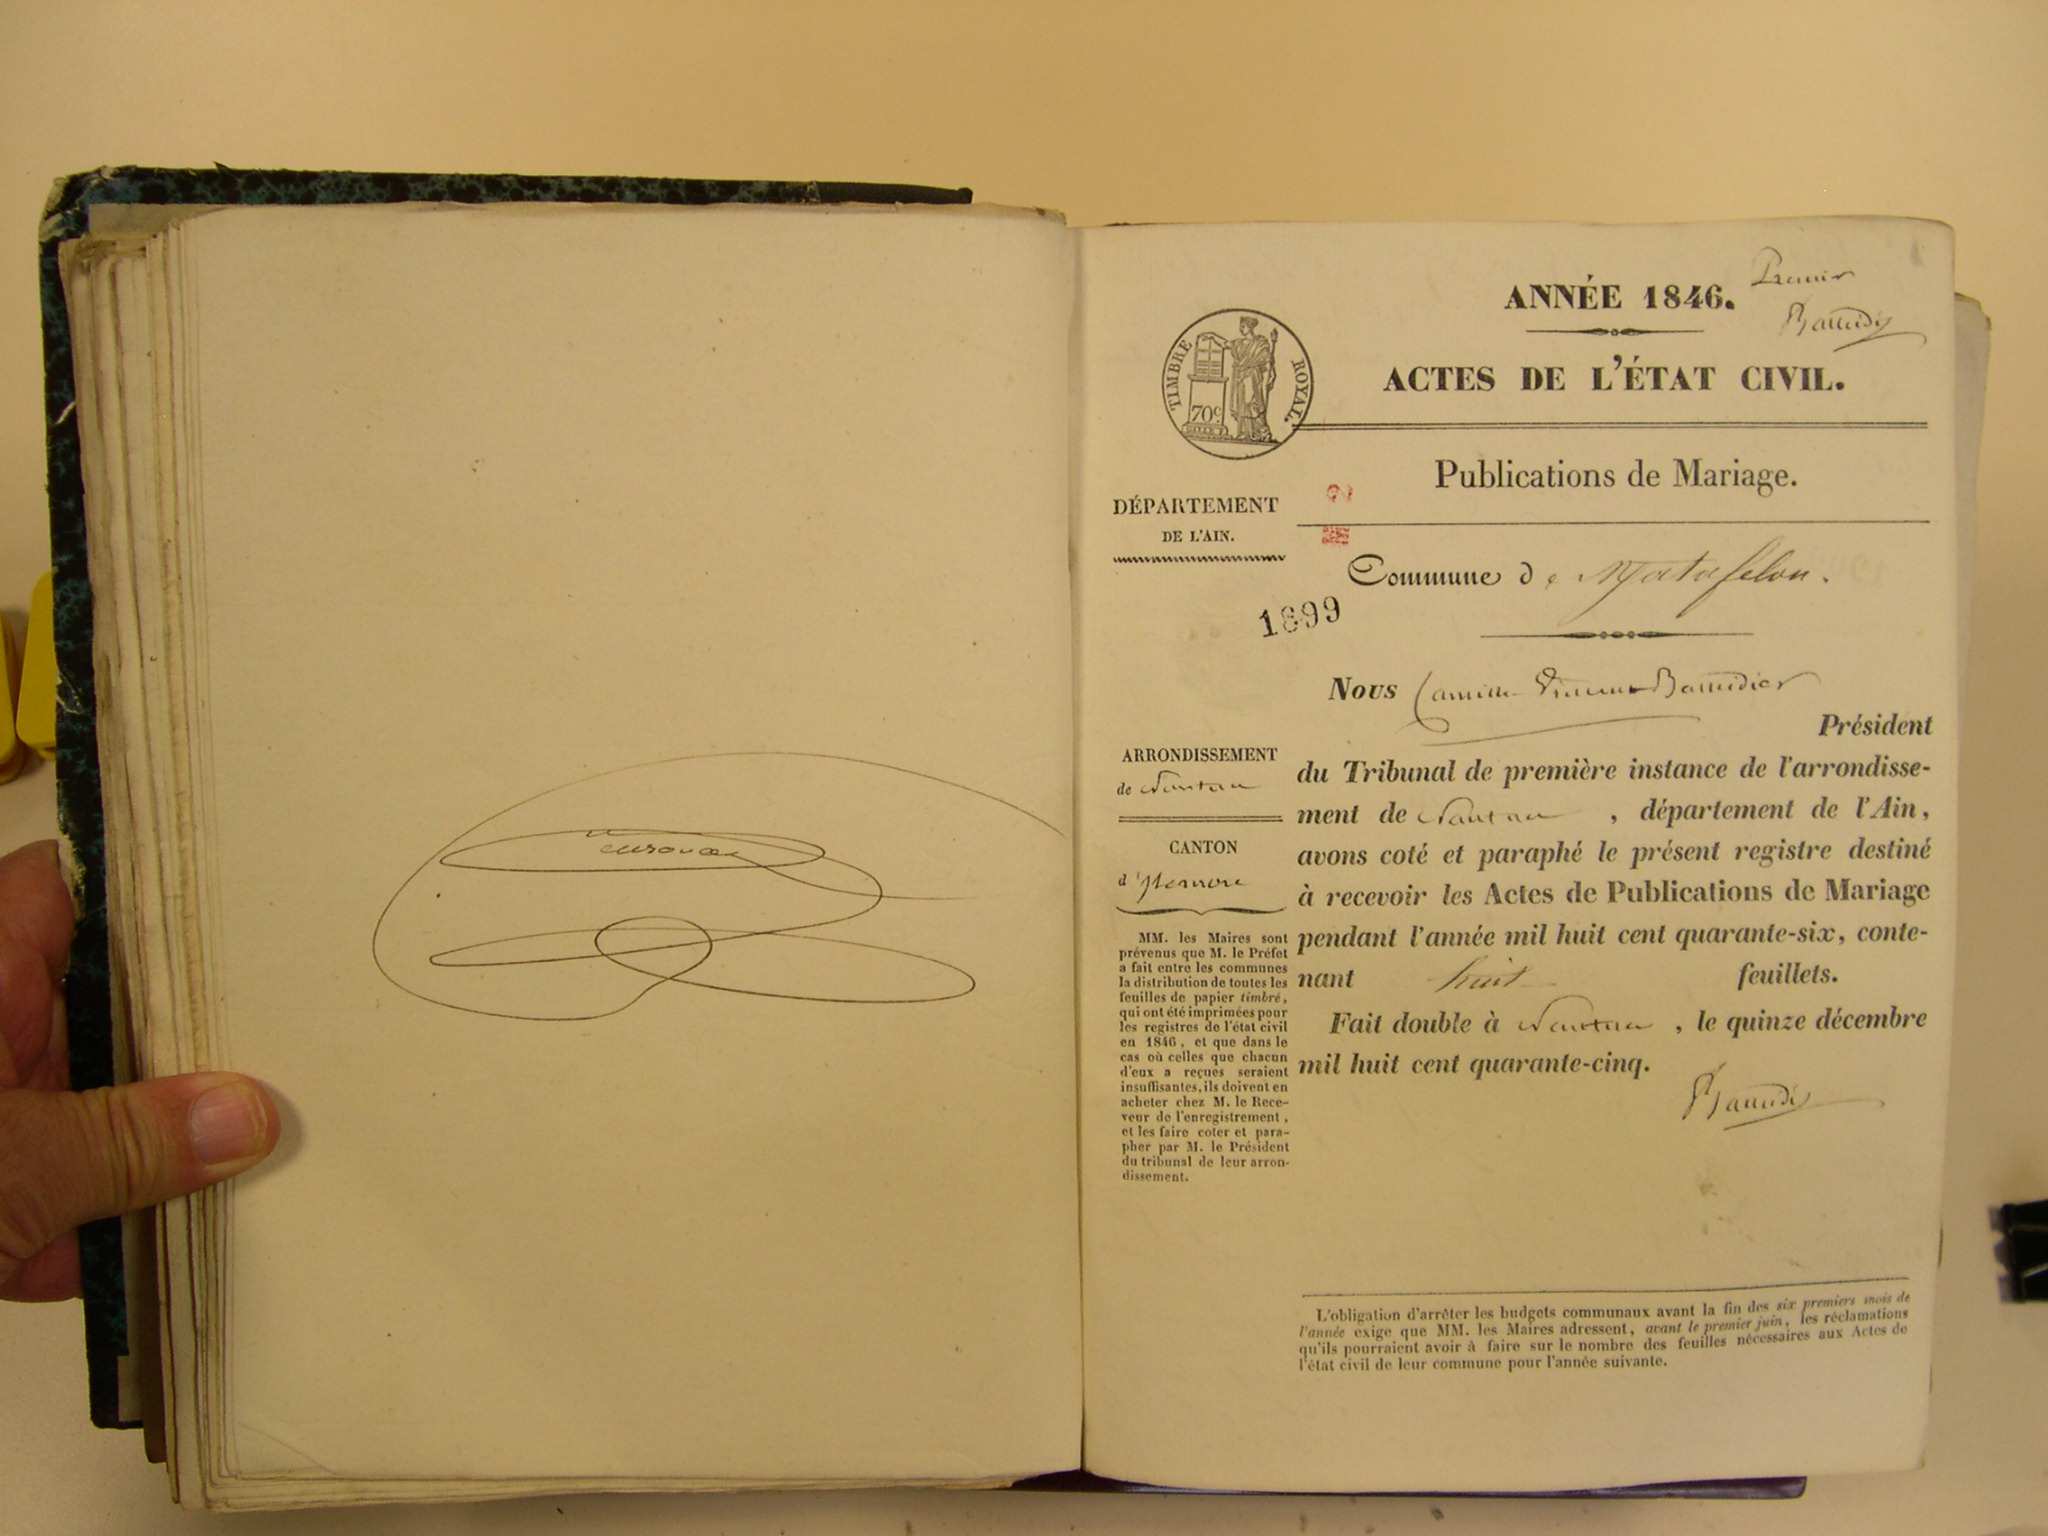 ANNÉE 1846.
Premier
ACTES DE L'ÉTAT CIVIL.
TIMBRE ROYAL.
70c
Publications de Mariage.
DÉPARTEMENT
DE L'AIN.
Commune de Matafelon.
1899
Nous Camille Vincent Baudidier
Président
du Tribunal de première instance de l'arrondisse-
ment de Nantua, département de l'Ain,
avons coté et paraphé le présent registre destiné
à recevoir les Actes de Publications de Mariage
pendant l'année mil huit cent quarante-six, conte-
nant huit feuillets.
Fait double à Nantua, le quinze décembre
mil huit cent quarante-cinq.
ARRONDISSEMENT
de Nantua
CANTON
d'Izernore
MM. les Maires sont
prévenus que M. le Préfet
a fait entre les communes
la distribution de toutes les
feuilles de papier timbré,
qui ont été imprimées pour
les registres de l'état civil
en 1846, et que dans le
cas où celles que chacun
d'eux a reçues seraient
insuffisantes, ils doivent en
acheter chez M. le Rece-
veur de l'enregistrement,
et les faire coter et para-
pher par M. le Président
du tribunal de leur arron-
dissement.
L'obligation d'arrêter les budgets communaux avant la fin des six premiers mois de
l'année exige que MM. les Maires adressent, avant le premier juin, les réclamations
qu'ils pourraient avoir à faire sur le nombre des feuilles nécessaires aux Actes de
l'état civil de leur commune pour l'année suivante.